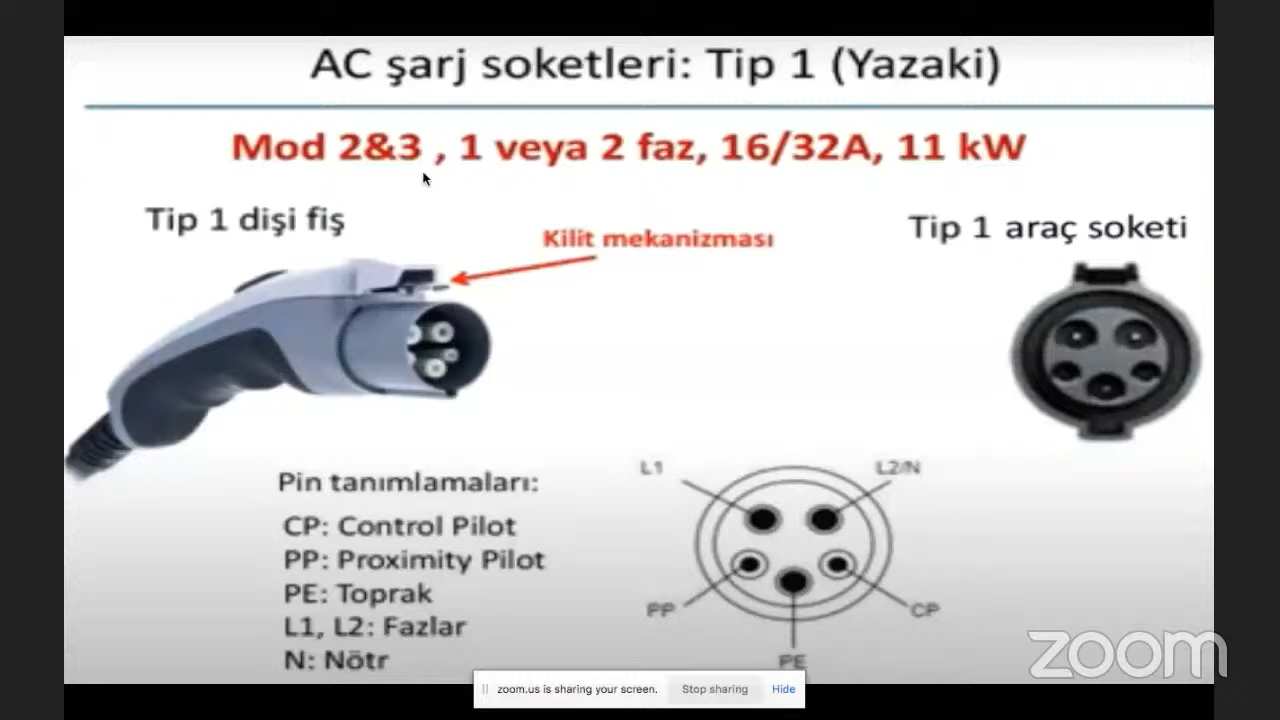 AC şarj soketleri: Tip 1 (Yazaki)
Mod 2&3 , 1 veya 2 faz, 16/32A, 11 kW
Tip 1 dişi fiş
Kilit mekanizması
Tip 1 araç soketi
L1
L2/N
Pin tanımlamaları:
CP: Control Pilot
PP: Proximity Pilot
PE: Toprak
L1, L2: Fazlar
N: Nötr
PP
CP
PE
zoom
zoom.us is sharing your screen.
Stop sharing
Hide